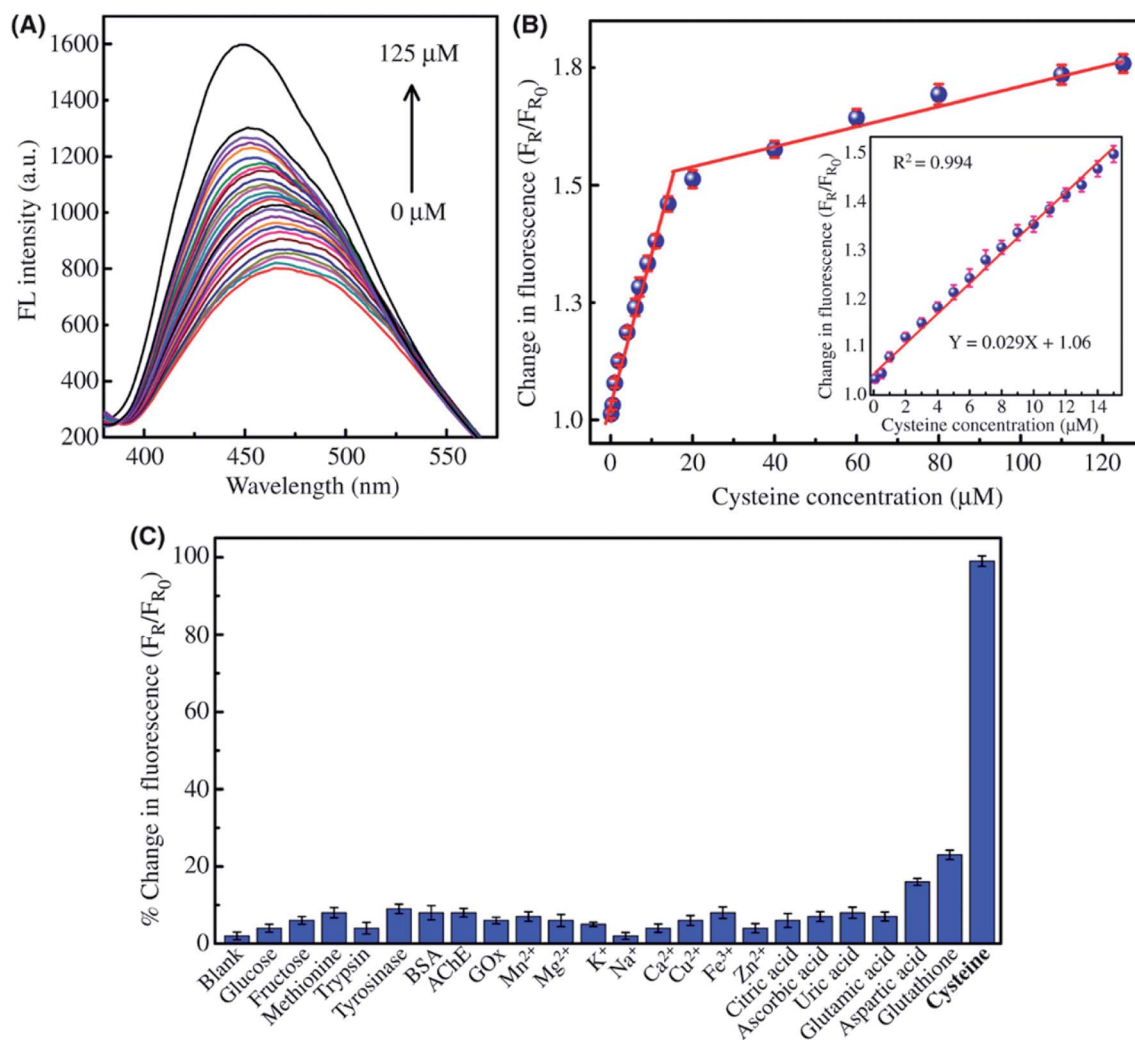 (A)
1600
1400
1200
1000
800
600
400
200
FL intensity (a.u.)
125 μM
0 μM
400 450 500 550
Wavelength (nm)
(B)
1.8
1.5
1.3
1.0
Change in fluorescence (F_R/F_R₀)
0 20 40 60 80 100 120
Cysteine concentration (μM)
1.5
1.4
1.3
1.2
1.1
1.0
Change in fluorescence (F_R/F_R₀)
R² = 0.994
Y = 0.029X + 1.06
0 2 4 6 8 10 12 14
Cysteine concentration (μM)
(C)
100
80
60
40
20
0
% Change in fluorescence (F_R/F_R₀)
Blank
Glucose
Fructose
Methionine
Trypsin
Tyrosinase
BSA
AChE
GOx
Mn²⁺
Mg²⁺
K⁺
Na⁺
Ca²⁺
Cu²⁺
Fe³⁺
Zn²⁺
Citric acid
Ascorbic acid
Uric acid
Glutamic acid
Aspartic acid
Glutathione
Cysteine